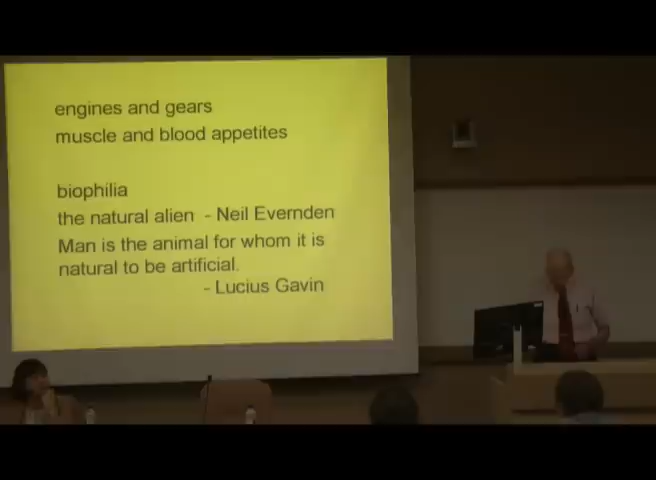 engines and gears
muscle and blood appetites
biophilia
the natural alien - Neil Evernden
Man is the animal for whom it is
natural to be artificial.
- Lucius Gavin